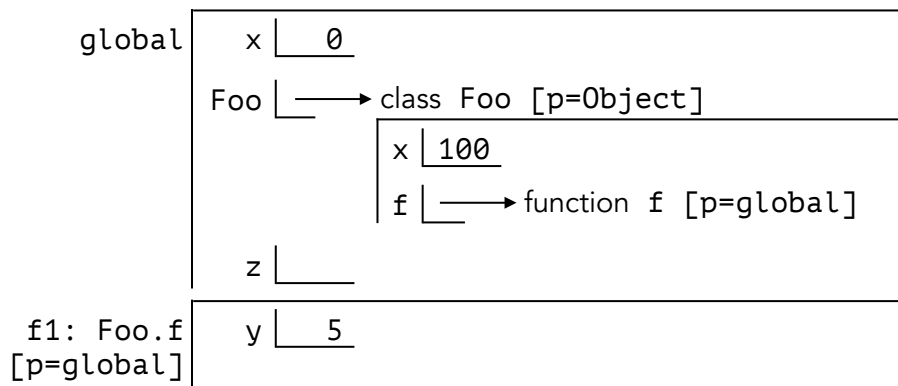 global x 0
Foo class Foo [p=Object]
x 100
f function f [p=global]
z
f1: Foo.f y 5
[p=global]